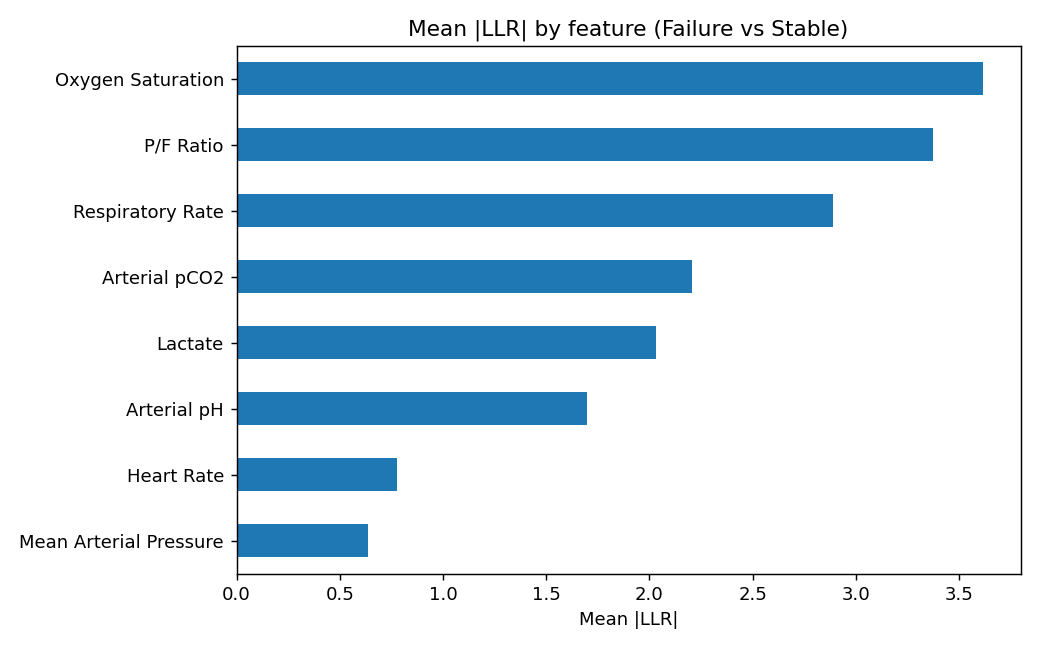 Mean |LLR| by feature (Failure vs Stable)
Oxygen Saturation
P/F Ratio
Respiratory Rate
Arterial pCO2
Lactate
Arterial pH
Heart Rate
Mean Arterial Pressure
0.0 0.5 1.0 1.5 2.0 2.5 3.0 3.5
Mean |LLR|